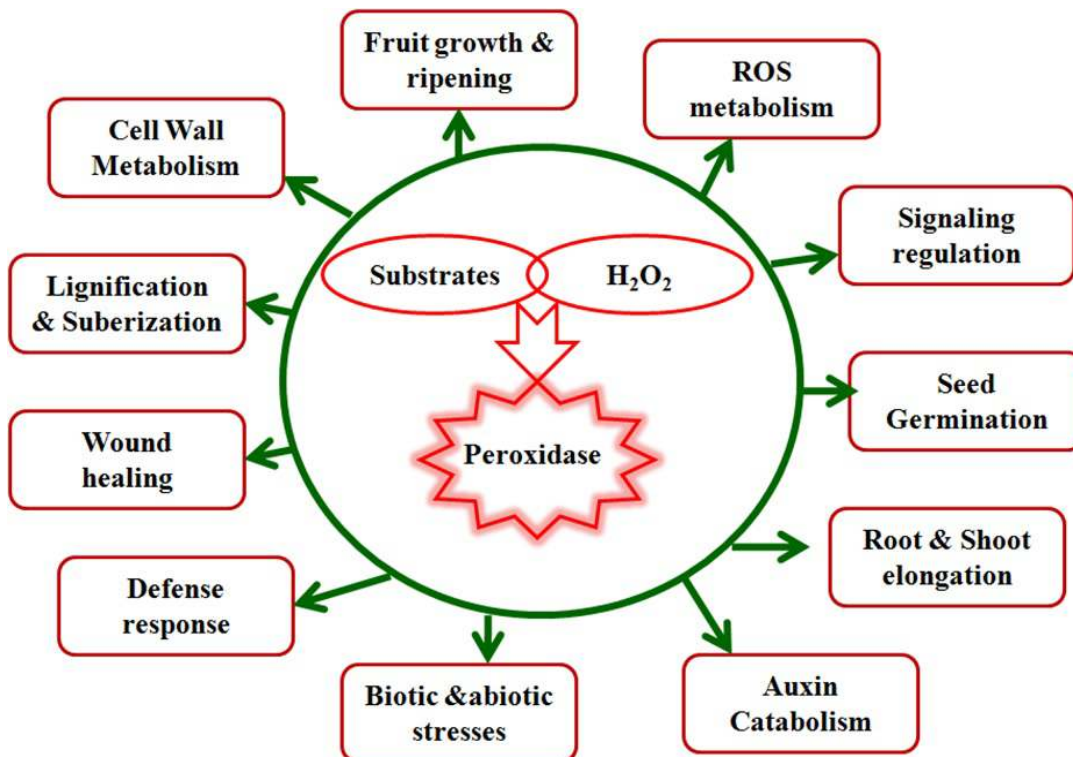 Fruit growth &
ripening
ROS
metabolism
Cell Wall
Metabolism
Signaling
regulation
Substrates
H₂O₂
Lignification
& Suberization
Seed
Germination
Wound
healing
Peroxidase
Root & Shoot
elongation
Defense
response
Biotic &abiotic
stresses
Auxin
Catabolism